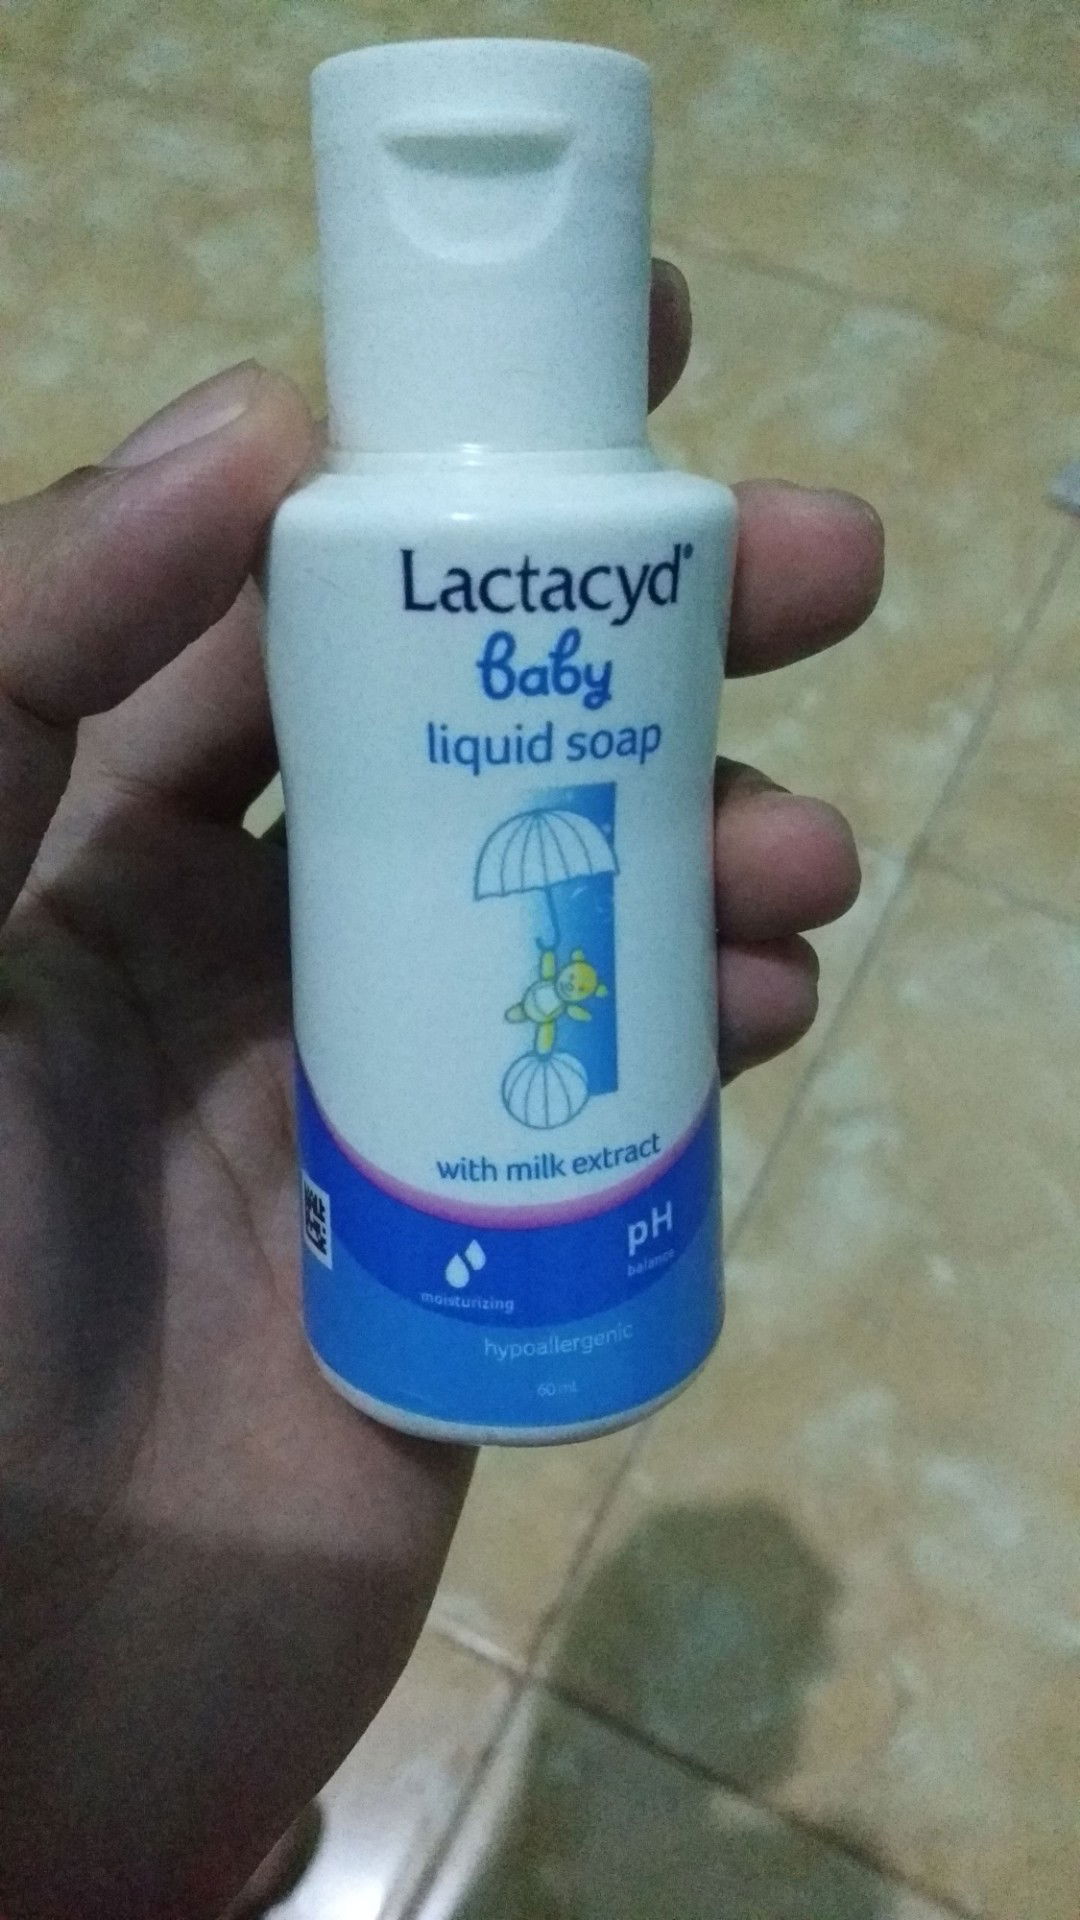 Lactacyd®
baby
liquid soap
with milk extract
pH
balance
moisturizing
hypoallergenic
60 mL